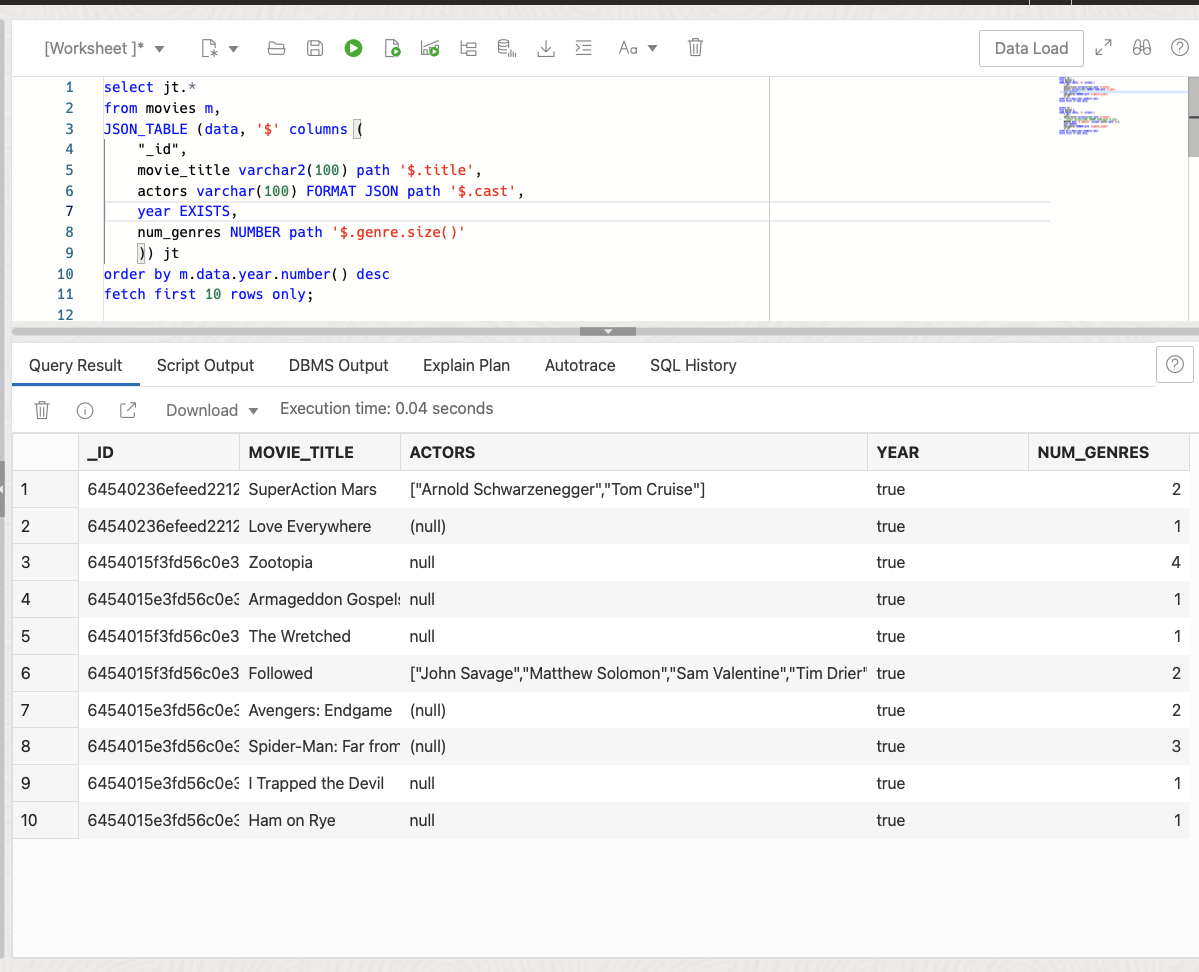 [Worksheet ]*
Aa
Data Load
1 select jt.*
2 from movies m,
3 JSON_TABLE (data, '$' columns (
4 "_id",
5 movie_title varchar2(100) path '$.title',
6 actors varchar(100) FORMAT JSON path '$.cast',
7 year EXISTS,
8 num_genres NUMBER path '$.genre.size()'
9 )) jt
10 order by m.data.year.number() desc
11 fetch first 10 rows only;
12
Query Result Script Output DBMS Output Explain Plan Autotrace SQL History
Download Execution time: 0.04 seconds
_ID MOVIE_TITLE ACTORS YEAR NUM_GENRES
1 64540236efeed2212 SuperAction Mars ["Arnold Schwarzenegger","Tom Cruise"] true 2
2 64540236efeed2212 Love Everywhere (null) true 1
3 6454015f3fd56c0e3 Zootopia null true 4
4 6454015e3fd56c0e3 Armageddon Gospels null true 1
5 6454015f3fd56c0e3 The Wretched null true 1
6 6454015f3fd56c0e3 Followed ["John Savage","Matthew Solomon","Sam Valentine","Tim Drier" true 2
7 6454015e3fd56c0e3 Avengers: Endgame (null) true 2
8 6454015e3fd56c0e3 Spider-Man: Far from (null) true 3
9 6454015e3fd56c0e3 I Trapped the Devil null true 1
10 6454015e3fd56c0e3 Ham on Rye null true 1